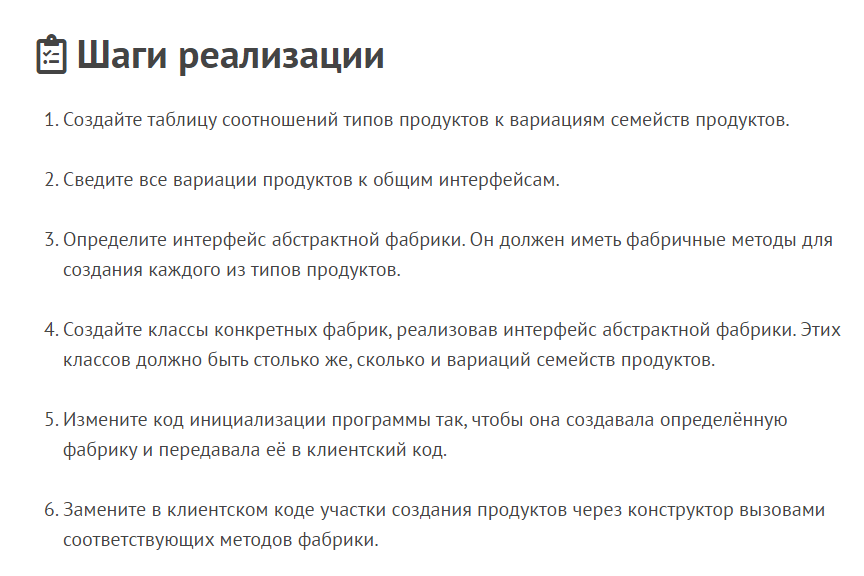 Шаги реализации
1. Создайте таблицу соотношений типов продуктов к вариациям семейств продуктов.
2. Сведите все вариации продуктов к общим интерфейсам.
3. Определите интерфейс абстрактной фабрики. Он должен иметь фабричные методы для
создания каждого из типов продуктов.
4. Создайте классы конкретных фабрик, реализовав интерфейс абстрактной фабрики. Этих
классов должно быть столько же, сколько и вариаций семейств продуктов.
5. Измените код инициализации программы так, чтобы она создавала определённую
фабрику и передавала её в клиентский код.
6. Замените в клиентском коде участки создания продуктов через конструктор вызовами
соответствующих методов фабрики.